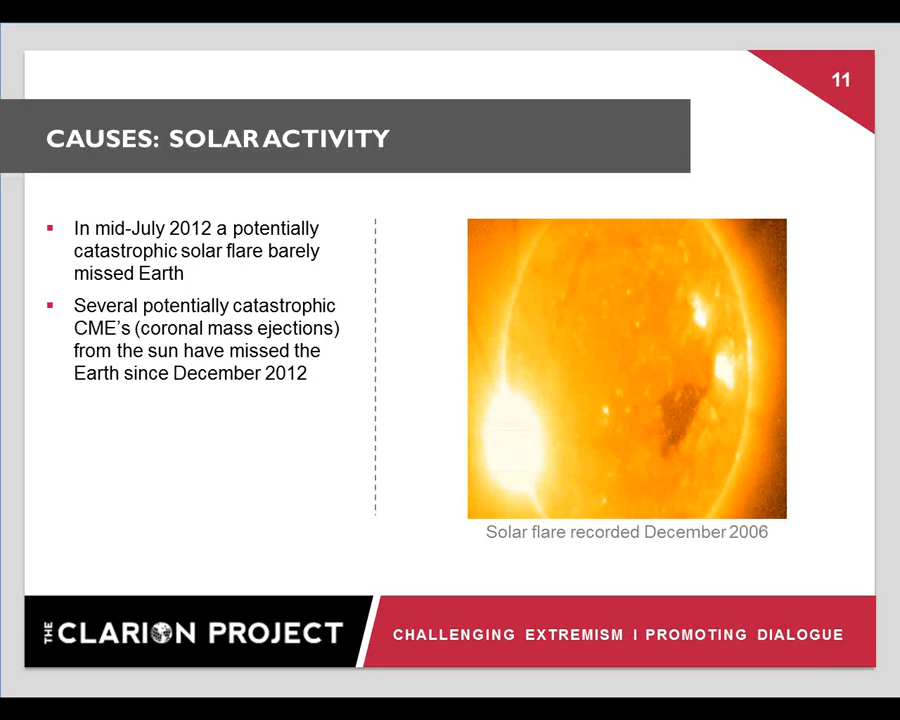 11
CAUSES: SOLAR ACTIVITY
▪ In mid-July 2012 a potentially
catastrophic solar flare barely
missed Earth
▪ Several potentially catastrophic
CME's (coronal mass ejections)
from the sun have missed the
Earth since December 2012
Solar flare recorded December 2006
THE CLARION PROJECT
CHALLENGING EXTREMISM I PROMOTING DIALOGUE